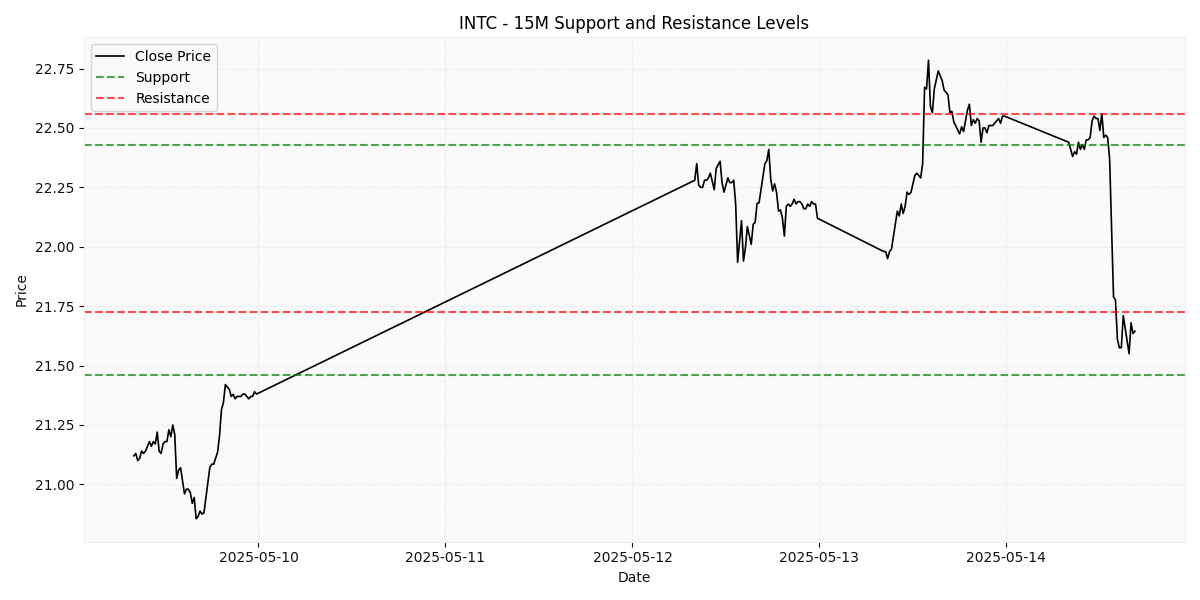 INTC - 15M Support and Resistance Levels
Close Price
Support
Resistance
22.75
22.50
22.25
22.00
21.75
21.50
21.25
21.00
Price
2025-05-10
2025-05-11
2025-05-12
2025-05-13
2025-05-14
Date